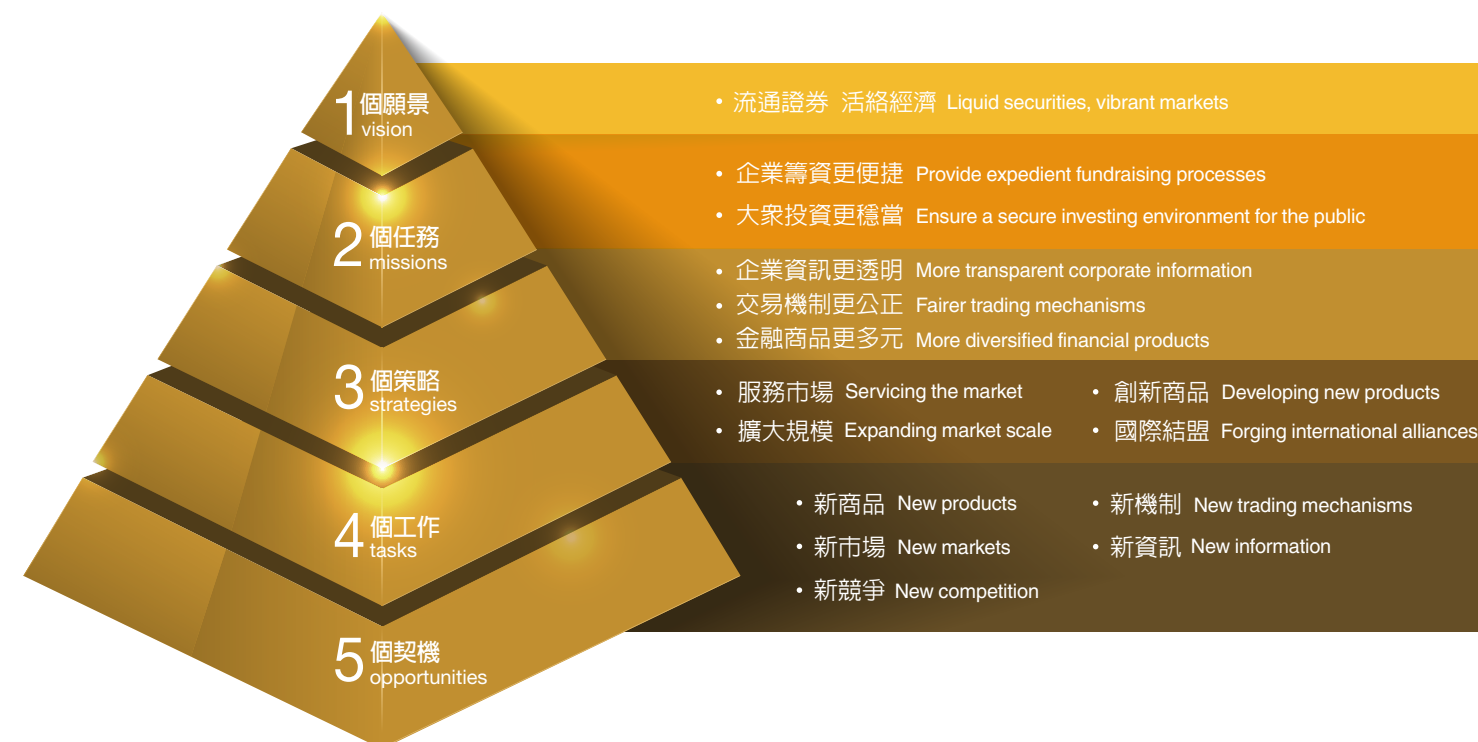 1個願景
vision
• 流通證券 活絡經濟 Liquid securities, vibrant markets
2個任務
missions
• 企業籌資更便捷 Provide expedient fundraising processes
• 大眾投資更穩當 Ensure a secure investing environment for the public
3個策略
strategies
• 企業資訊更透明 More transparent corporate information
• 交易機制更公正 Fairer trading mechanisms
• 金融商品更多元 More diversified financial products
4個工作
tasks
• 服務市場 Servicing the market
• 創新商品 Developing new products
• 擴大規模 Expanding market scale
• 國際結盟 Forging international alliances
5個契機
opportunities
• 新商品 New products
• 新機制 New trading mechanisms
• 新市場 New markets
• 新資訊 New information
• 新競爭 New competition